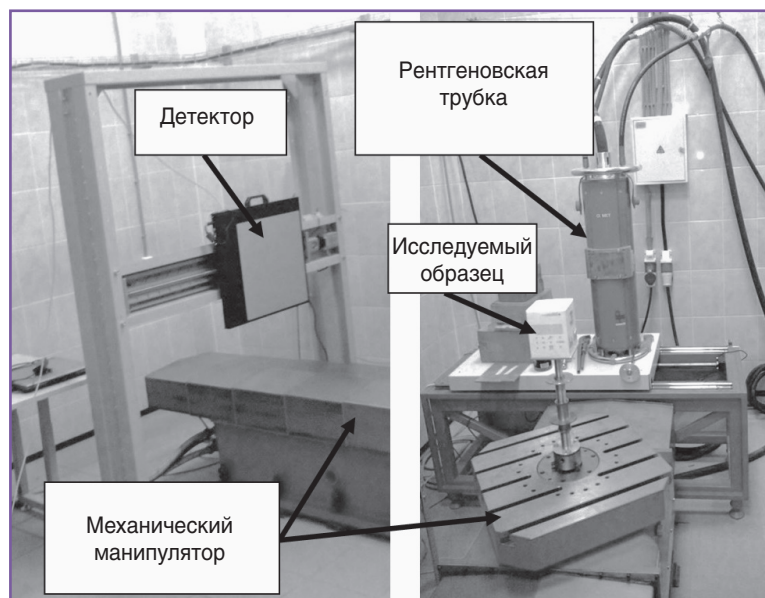 Детектор
Рентгеновская
трубка
Исследуемый
образец
Механический
манипулятор